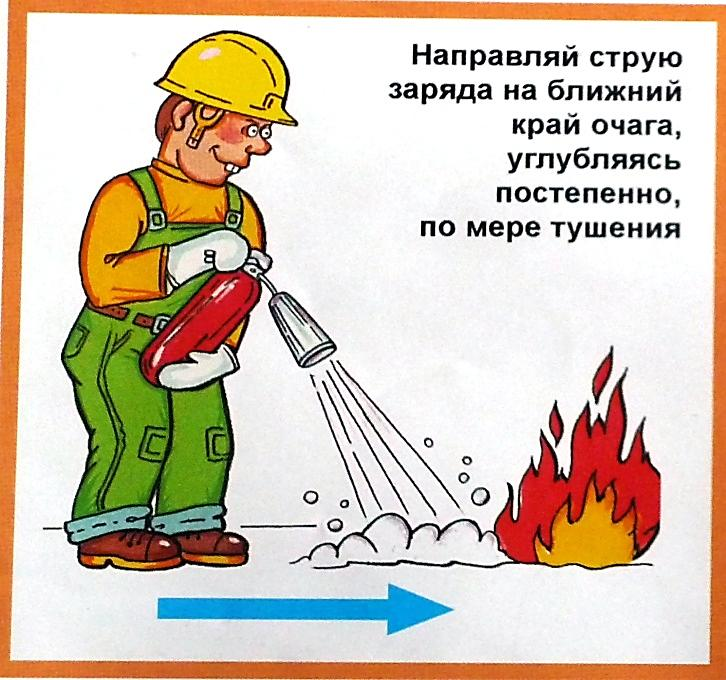 Направляй струю
заряда на ближний
край очага,
углубляясь
постепенно,
по мере тушения